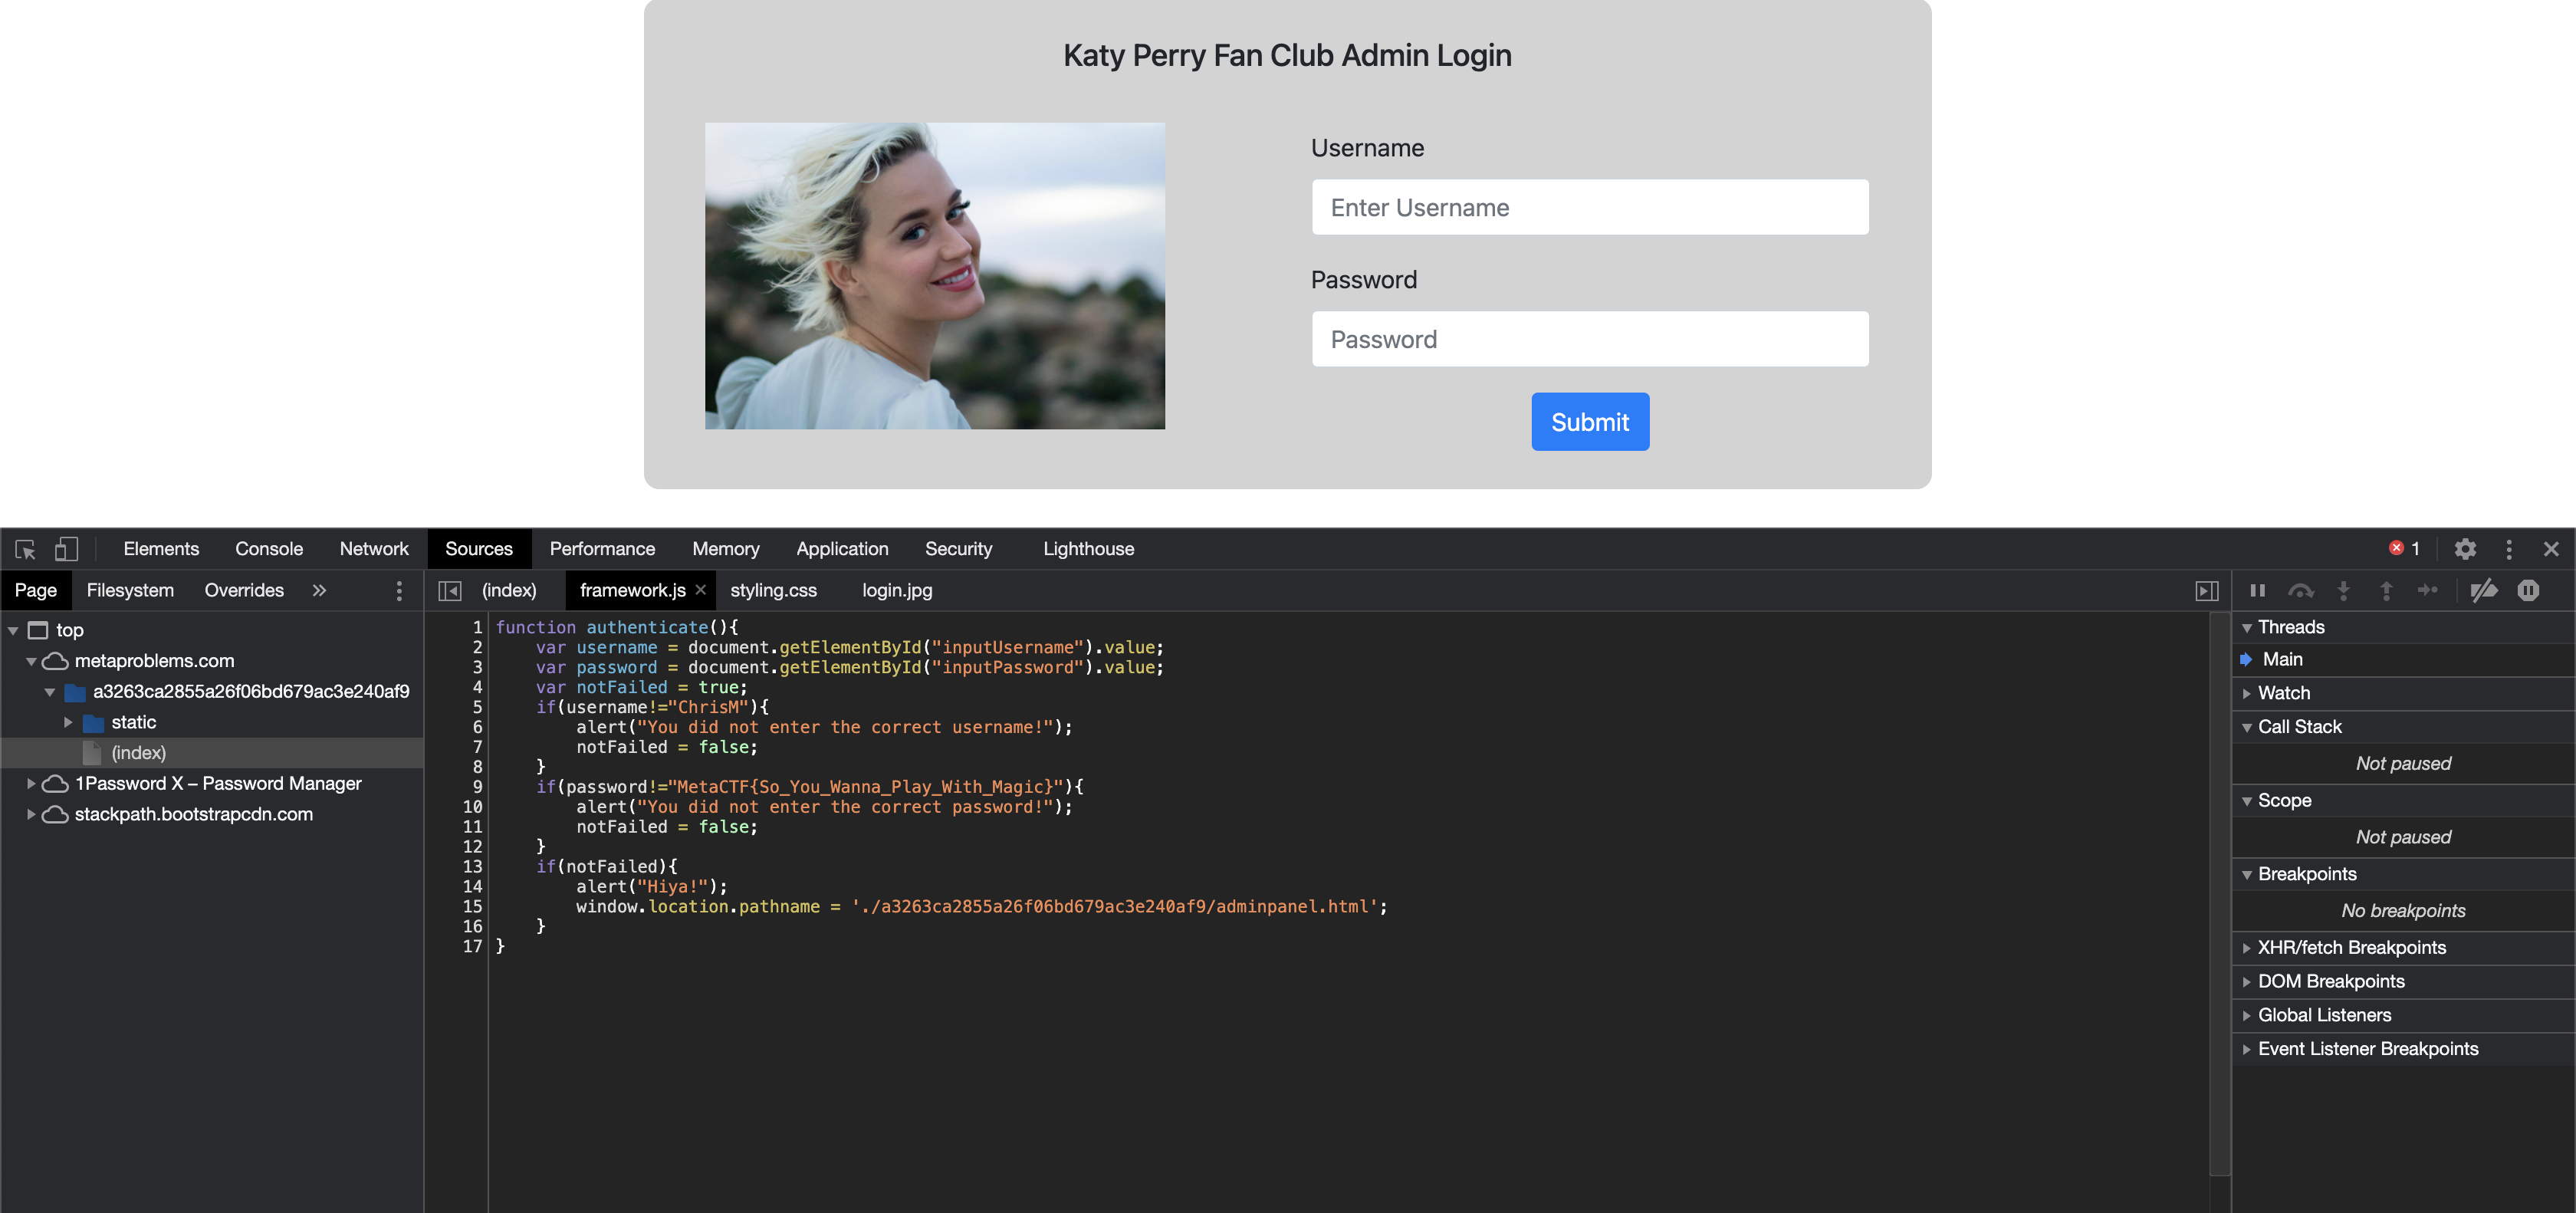 Katy Perry Fan Club Admin Login
Username
Enter Username
Password
Password
Submit
Elements Console Network Sources Performance Memory Application Security Lighthouse 1
Page Filesystem Overrides
(index) framework.js styling.css login.jpg
top
metaproblems.com
a3263ca2855a26f06bd679ac3e240af9
static
(index)
1Password X – Password Manager
stackpath.bootstrapcdn.com
1 function authenticate(){
2 var username = document.getElementById("inputUsername").value;
3 var password = document.getElementById("inputPassword").value;
4 var notFailed = true;
5 if(username!="ChrisM"){
6 alert("You did not enter the correct username!");
7 notFailed = false;
8 }
9 if(password!="MetaCTF{So_You_Wanna_Play_With_Magic}"){
10 alert("You did not enter the correct password!");
11 notFailed = false;
12 }
13 if(notFailed){
14 alert("Hiya!");
15 window.location.pathname = './a3263ca2855a26f06bd679ac3e240af9/adminpanel.html';
16 }
17 }
Threads
Main
Watch
Call Stack
Not paused
Scope
Not paused
Breakpoints
No breakpoints
XHR/fetch Breakpoints
DOM Breakpoints
Global Listeners
Event Listener Breakpoints